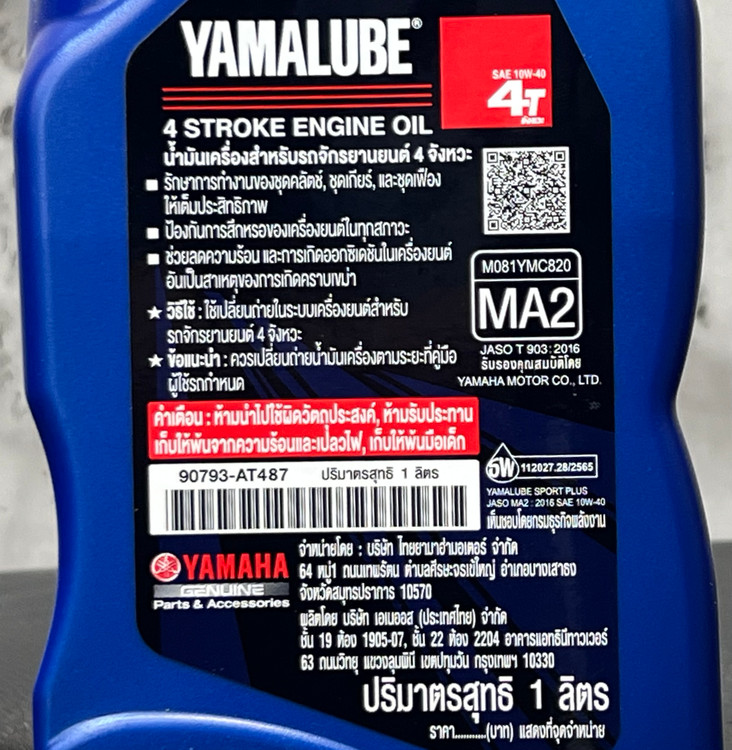 YAMALUBE®
SAE 10W-40
4T
4 STROKE ENGINE OIL
น้ำมันเครื่องสำหรับรถจักรยานยนต์ 4 จังหวะ
■ รักษาการทำงานของชุดคลัตช์, ชุดเกียร์, และชุดเฟือง
ให้เต็มประสิทธิภาพ
■ ป้องกันการสึกหรอของเครื่องยนต์ในทุกสภาวะ
■ ช่วยลดความร้อน และการเกิดออกซิเดชันในเครื่องยนต์
อันเป็นสาเหตุของการเกิดคราบเขม่า
★ วิธีใช้ : ใช้เปลี่ยนถ่ายในระบบเครื่องยนต์สำหรับ
รถจักรยานยนต์ 4 จังหวะ
★ ข้อแนะนำ : ควรเปลี่ยนถ่ายน้ำมันเครื่องตามระยะที่คู่มือ
ผู้ใช้รถกำหนด
M081YMC820
MA2
JASO T 903 : 2016
รับรองคุณสมบัติโดย
YAMAHA MOTOR CO., LTD.
คำเตือน : ห้ามนำไปใช้ผิดวัตถุประสงค์, ห้ามรับประทาน
เก็บให้พ้นจากความร้อนและเปลวไฟ, เก็บให้พ้นมือเด็ก
90793-AT487 ปริมาตรสุทธิ 1 ลิตร
112027.28/2565
YAMALUBE SPORT PLUS
JASO MA2 : 2016 SAE 10W-40
เห็นชอบโดยกรมธุรกิจพลังงาน
YAMAHA
GENUINE
Parts & Accessories
จำหน่ายโดย : บริษัท ไทยยามาฮ่ามอเตอร์ จำกัด
64 หมู่1 ถนนเทพรัตน ตำบลศีรษะจรเข้ใหญ่ อำเภอบางเสาธง
จังหวัดสมุทรปราการ 10570
ผลิตโดย บริษัท เอเนออส (ประเทศไทย) จำกัด
ชั้น 19 ห้อง 1905-07, ชั้น 22 ห้อง 2204 อาคารแอทธินีทาวเวอร์
63 ถนนวิทยุ แขวงลุมพินี เขตปทุมวัน กรุงเทพฯ 10330
ปริมาตรสุทธิ 1 ลิตร
ราคา..........(บาท) แสดงที่จุดจำหน่าย